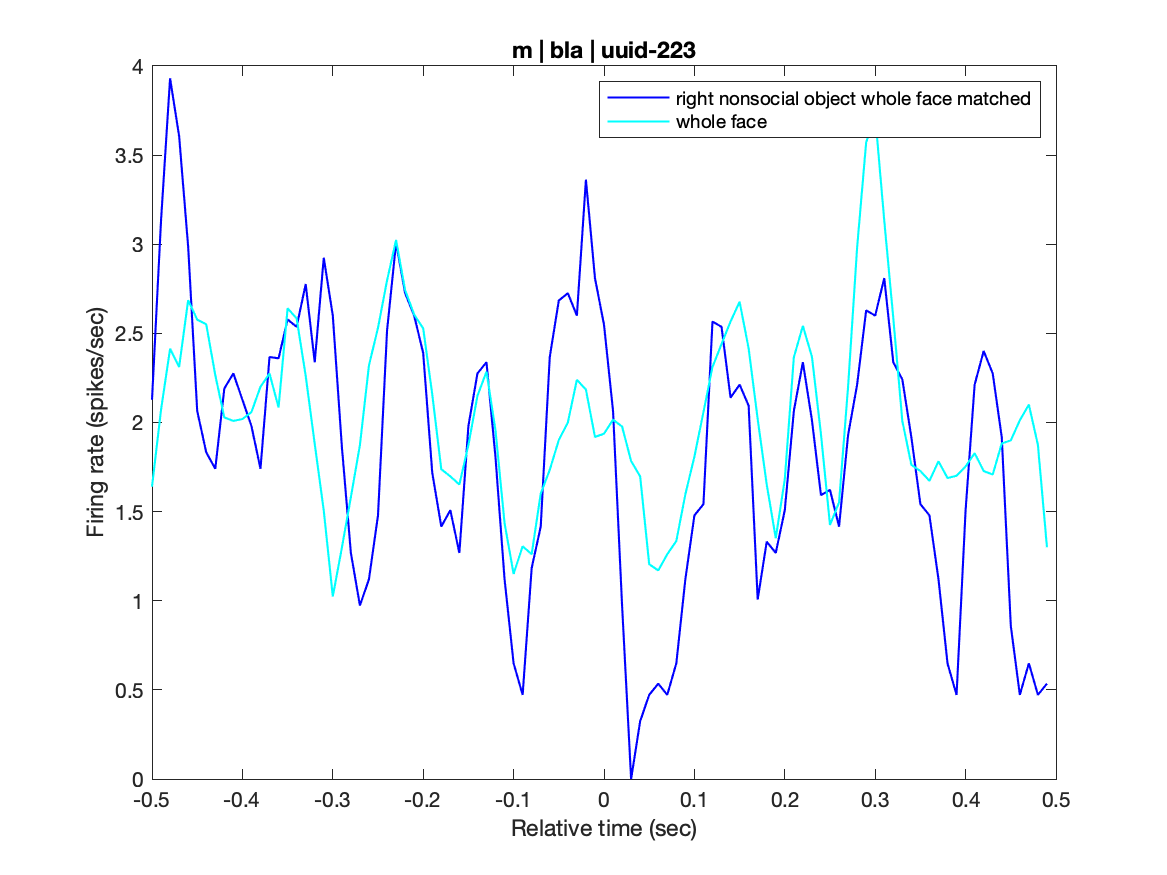 m | bla | uuid-223
right nonsocial object whole face matched
whole face
Firing rate (spikes/sec)
4
3.5
3
2.5
2
1.5
1
0.5
0
-0.5 -0.4 -0.3 -0.2 -0.1 0 0.1 0.2 0.3 0.4 0.5
Relative time (sec)